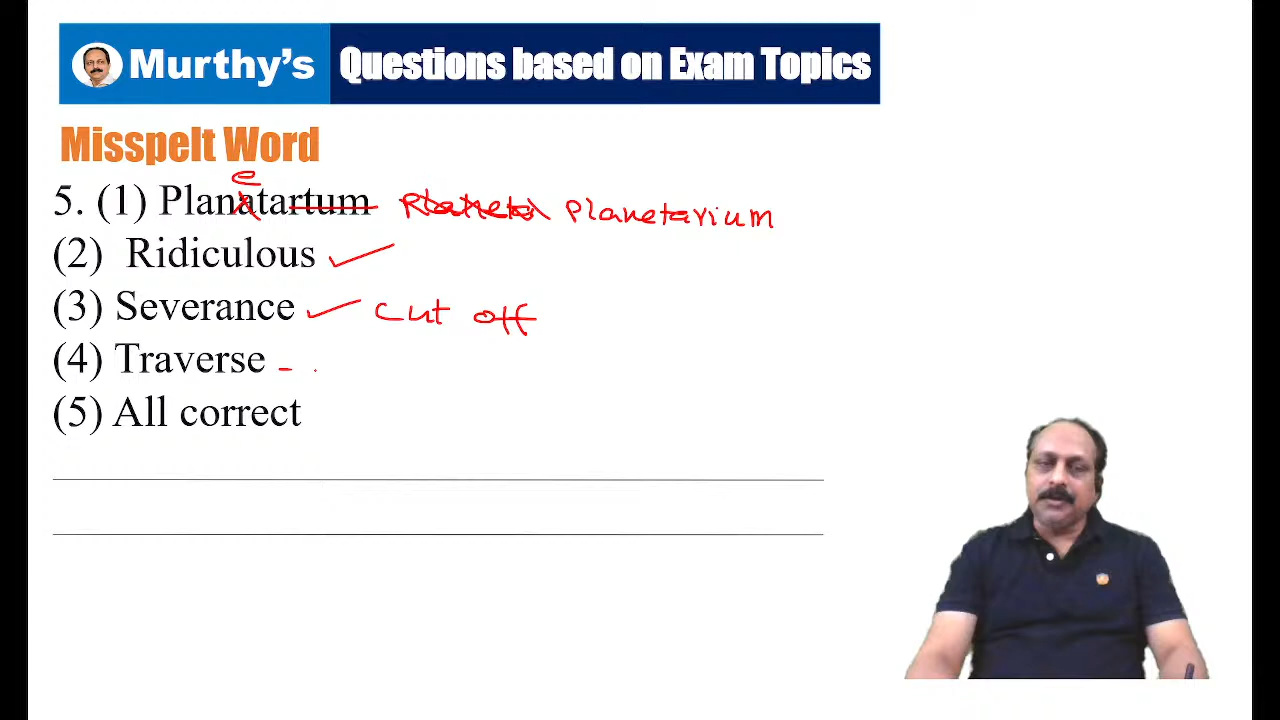 Murthy's Questions based on Exam Topics
Misspelt Word
e
5. (1) Planatartum Planeta Planetarium
(2) Ridiculous
(3) Severance cut off
(4) Traverse -
(5) All correct